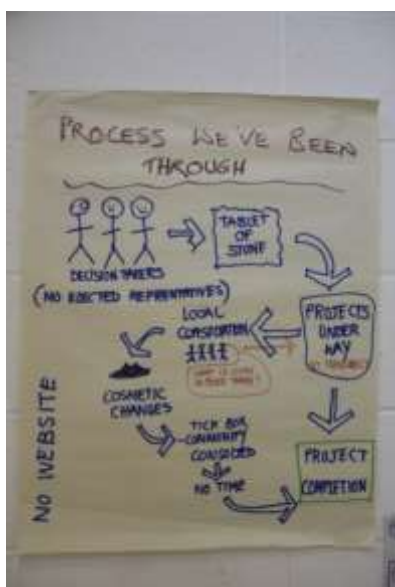 PROCESS WE'VE BEEN
THROUGH
TABLET
OF
STONE
DECISION TAKERS
(NO ELECTED REPRESENTATIVES)
PROJECTS
UNDER
WAY
LOCAL
CONSULTATION
COSMETIC
CHANGES
TICK BOX
COMMUNITY
CONSULTED
NO TIME
PROJECT
COMPLETION
NO WEBSITE